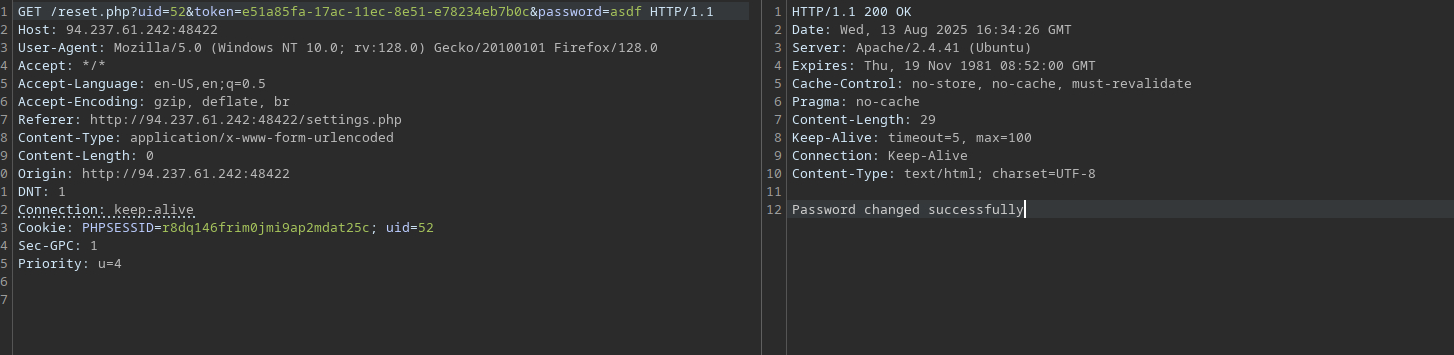 1 GET /reset.php?uid=52&token=e51a85fa-17ac-11ec-8e51-e78234eb7b0c&password=asdf HTTP/1.1
2 Host: 94.237.61.242:48422
3 User-Agent: Mozilla/5.0 (Windows NT 10.0; rv:128.0) Gecko/20100101 Firefox/128.0
4 Accept: */*
5 Accept-Language: en-US,en;q=0.5
6 Accept-Encoding: gzip, deflate, br
7 Referer: http://94.237.61.242:48422/settings.php
8 Content-Type: application/x-www-form-urlencoded
9 Content-Length: 0
0 Origin: http://94.237.61.242:48422
1 DNT: 1
2 Connection: keep-alive
3 Cookie: PHPSESSID=r8dq146frim0jmi9ap2mdat25c; uid=52
4 Sec-GPC: 1
5 Priority: u=4
6
7
1 HTTP/1.1 200 OK
2 Date: Wed, 13 Aug 2025 16:34:26 GMT
3 Server: Apache/2.4.41 (Ubuntu)
4 Expires: Thu, 19 Nov 1981 08:52:00 GMT
5 Cache-Control: no-store, no-cache, must-revalidate
6 Pragma: no-cache
7 Content-Length: 29
8 Keep-Alive: timeout=5, max=100
9 Connection: Keep-Alive
10 Content-Type: text/html; charset=UTF-8
11
12 Password changed successfully